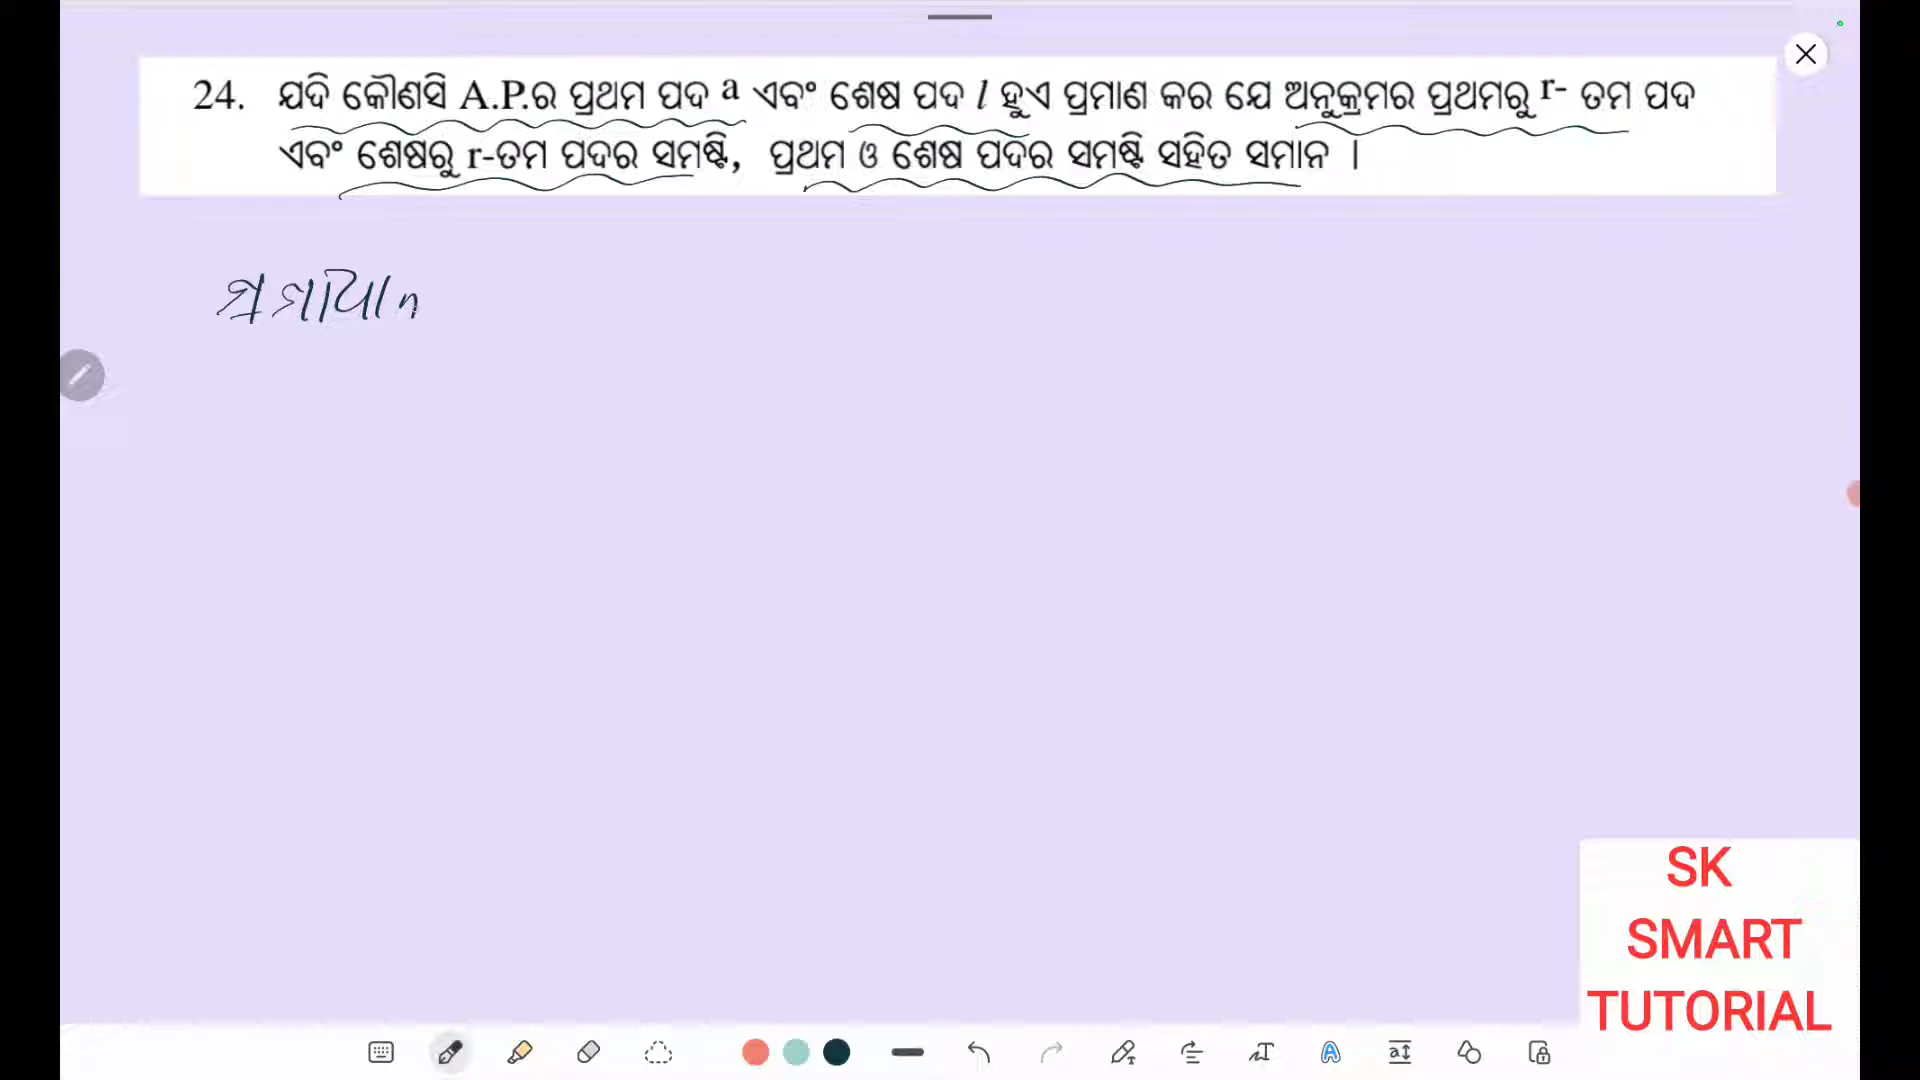 24. ଯଦି କୌଣସି A.P.ର ପ୍ରଥମ ପଦ a ଏବଂ ଶେଷ ପଦ l ହୁଏ ପ୍ରମାଣ କର ଯେ ଅନୁକ୍ରମର ପ୍ରଥମରୁ r- ତମ ପଦ
ଏବଂ ଶେଷରୁ r-ତମ ପଦର ସମଷ୍ଟି, ପ୍ରଥମ ଓ ଶେଷ ପଦର ସମଷ୍ଟି ସହିତ ସମାନ ।
SK
SMART
TUTORIAL